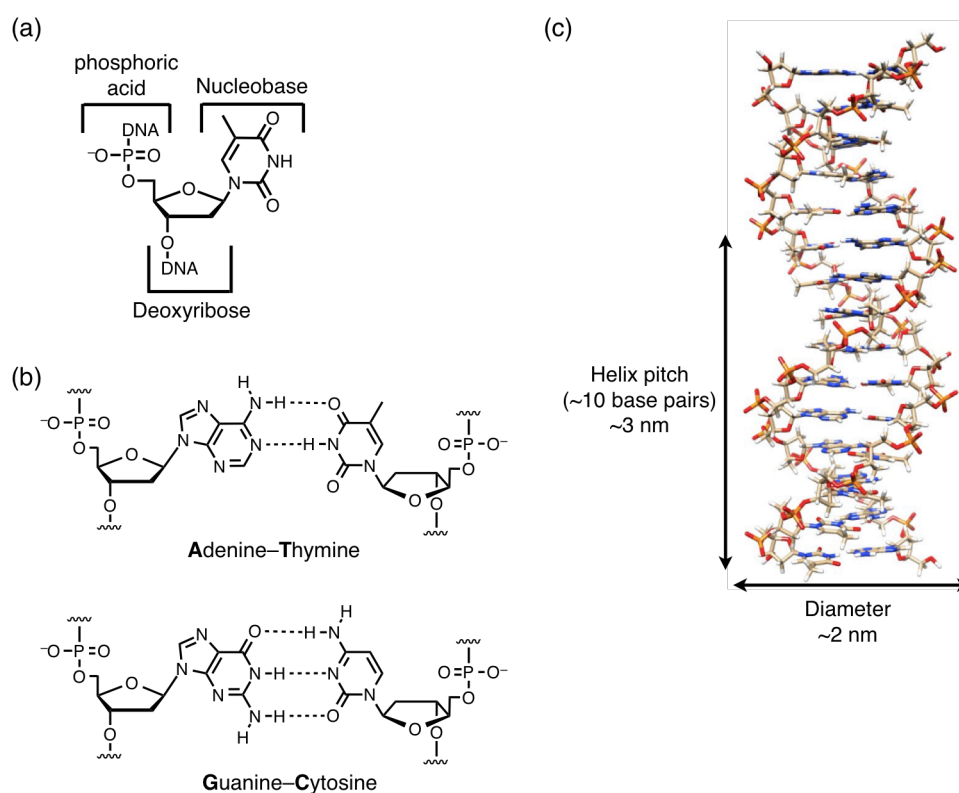 (a)
phosphoric
acid
Nucleobase
DNA
⁻O–P=O
O
O
O
N
NH
O
O
O
DNA
Deoxyribose
(b)
⁻O–P=O
O
O
O
N
N
N
N
N
H
N–H
O
H–N
N
O
O
O
O=P–O⁻
O
Adenine–Thymine
⁻O–P=O
O
O
O
N
N
N
N–H
O
N–H
H
H
H–N
N
N
O
O
O
O=P–O⁻
O
Guanine–Cytosine
(c)
Helix pitch
(~10 base pairs)
~3 nm
Diameter
~2 nm